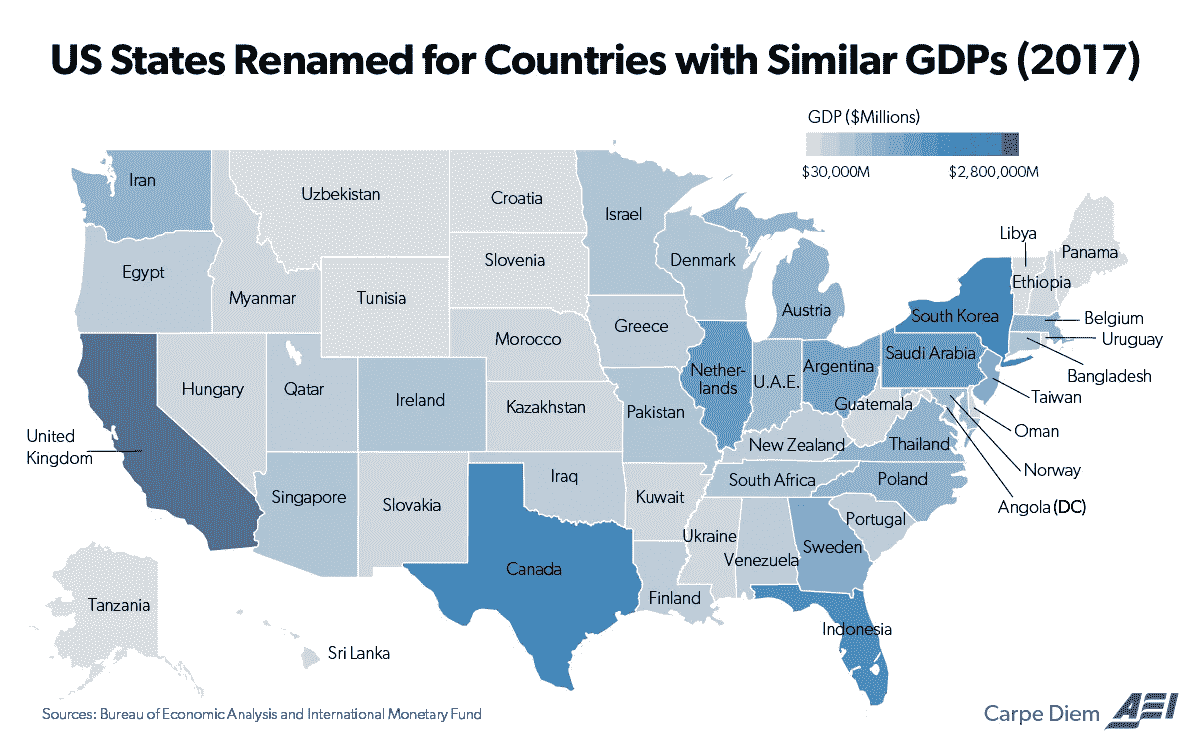 US States Renamed for Countries with Similar GDPs (2017)
GDP ($Millions)
$30,000M
$2,800,000M
Iran
Uzbekistan
Croatia
Israel
Libya
Panama
Egypt
Myanmar
Tunisia
Slovenia
Denmark
Ethiopia
Morocco
Greece
Austria
South Korea
Belgium
Uruguay
Hungary
Qatar
Ireland
Kazakhstan
Pakistan
Nether-
lands
U.A.E.
Argentina
Saudi Arabia
Bangladesh
Taiwan
Guatemala
Oman
United
Kingdom
New Zealand
Thailand
Norway
Singapore
Slovakia
Iraq
Kuwait
South Africa
Poland
Angola (DC)
Portugal
Ukraine
Venezuela
Sweden
Canada
Finland
Indonesia
Tanzania
Sri Lanka
Sources: Bureau of Economic Analysis and International Monetary Fund
Carpe Diem AEI